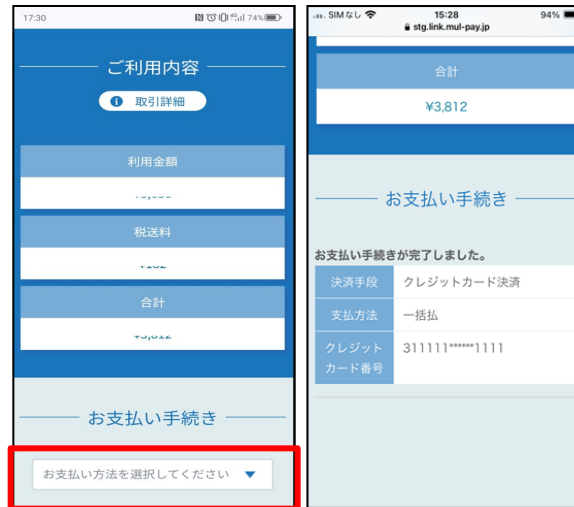 17:30
74%
ご利用内容
取引詳細
利用金額
税送料
合計
お支払い手続き
お支払い方法を選択してください
SIMなし
15:28
94%
stg.link.mul-pay.jp
合計
¥3,812
お支払い手続き
お支払い手続きが完了しました。
決済手段 クレジットカード決済
支払方法 一括払
クレジット 311111******1111
カード番号